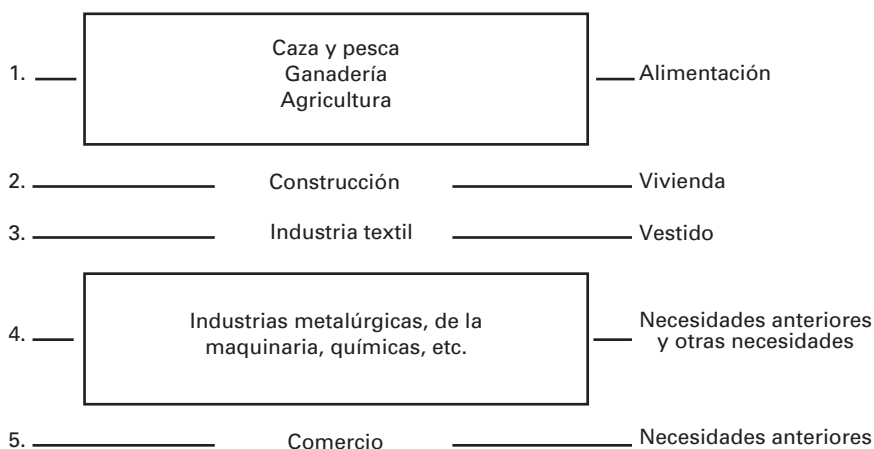 Caza y pesca
1. Ganadería Alimentación
Agricultura
2. Construcción Vivienda
3. Industria textil Vestido
4. Industrias metalúrgicas, de la
maquinaria, químicas, etc.
Necesidades anteriores
y otras necesidades
5. Comercio Necesidades anteriores